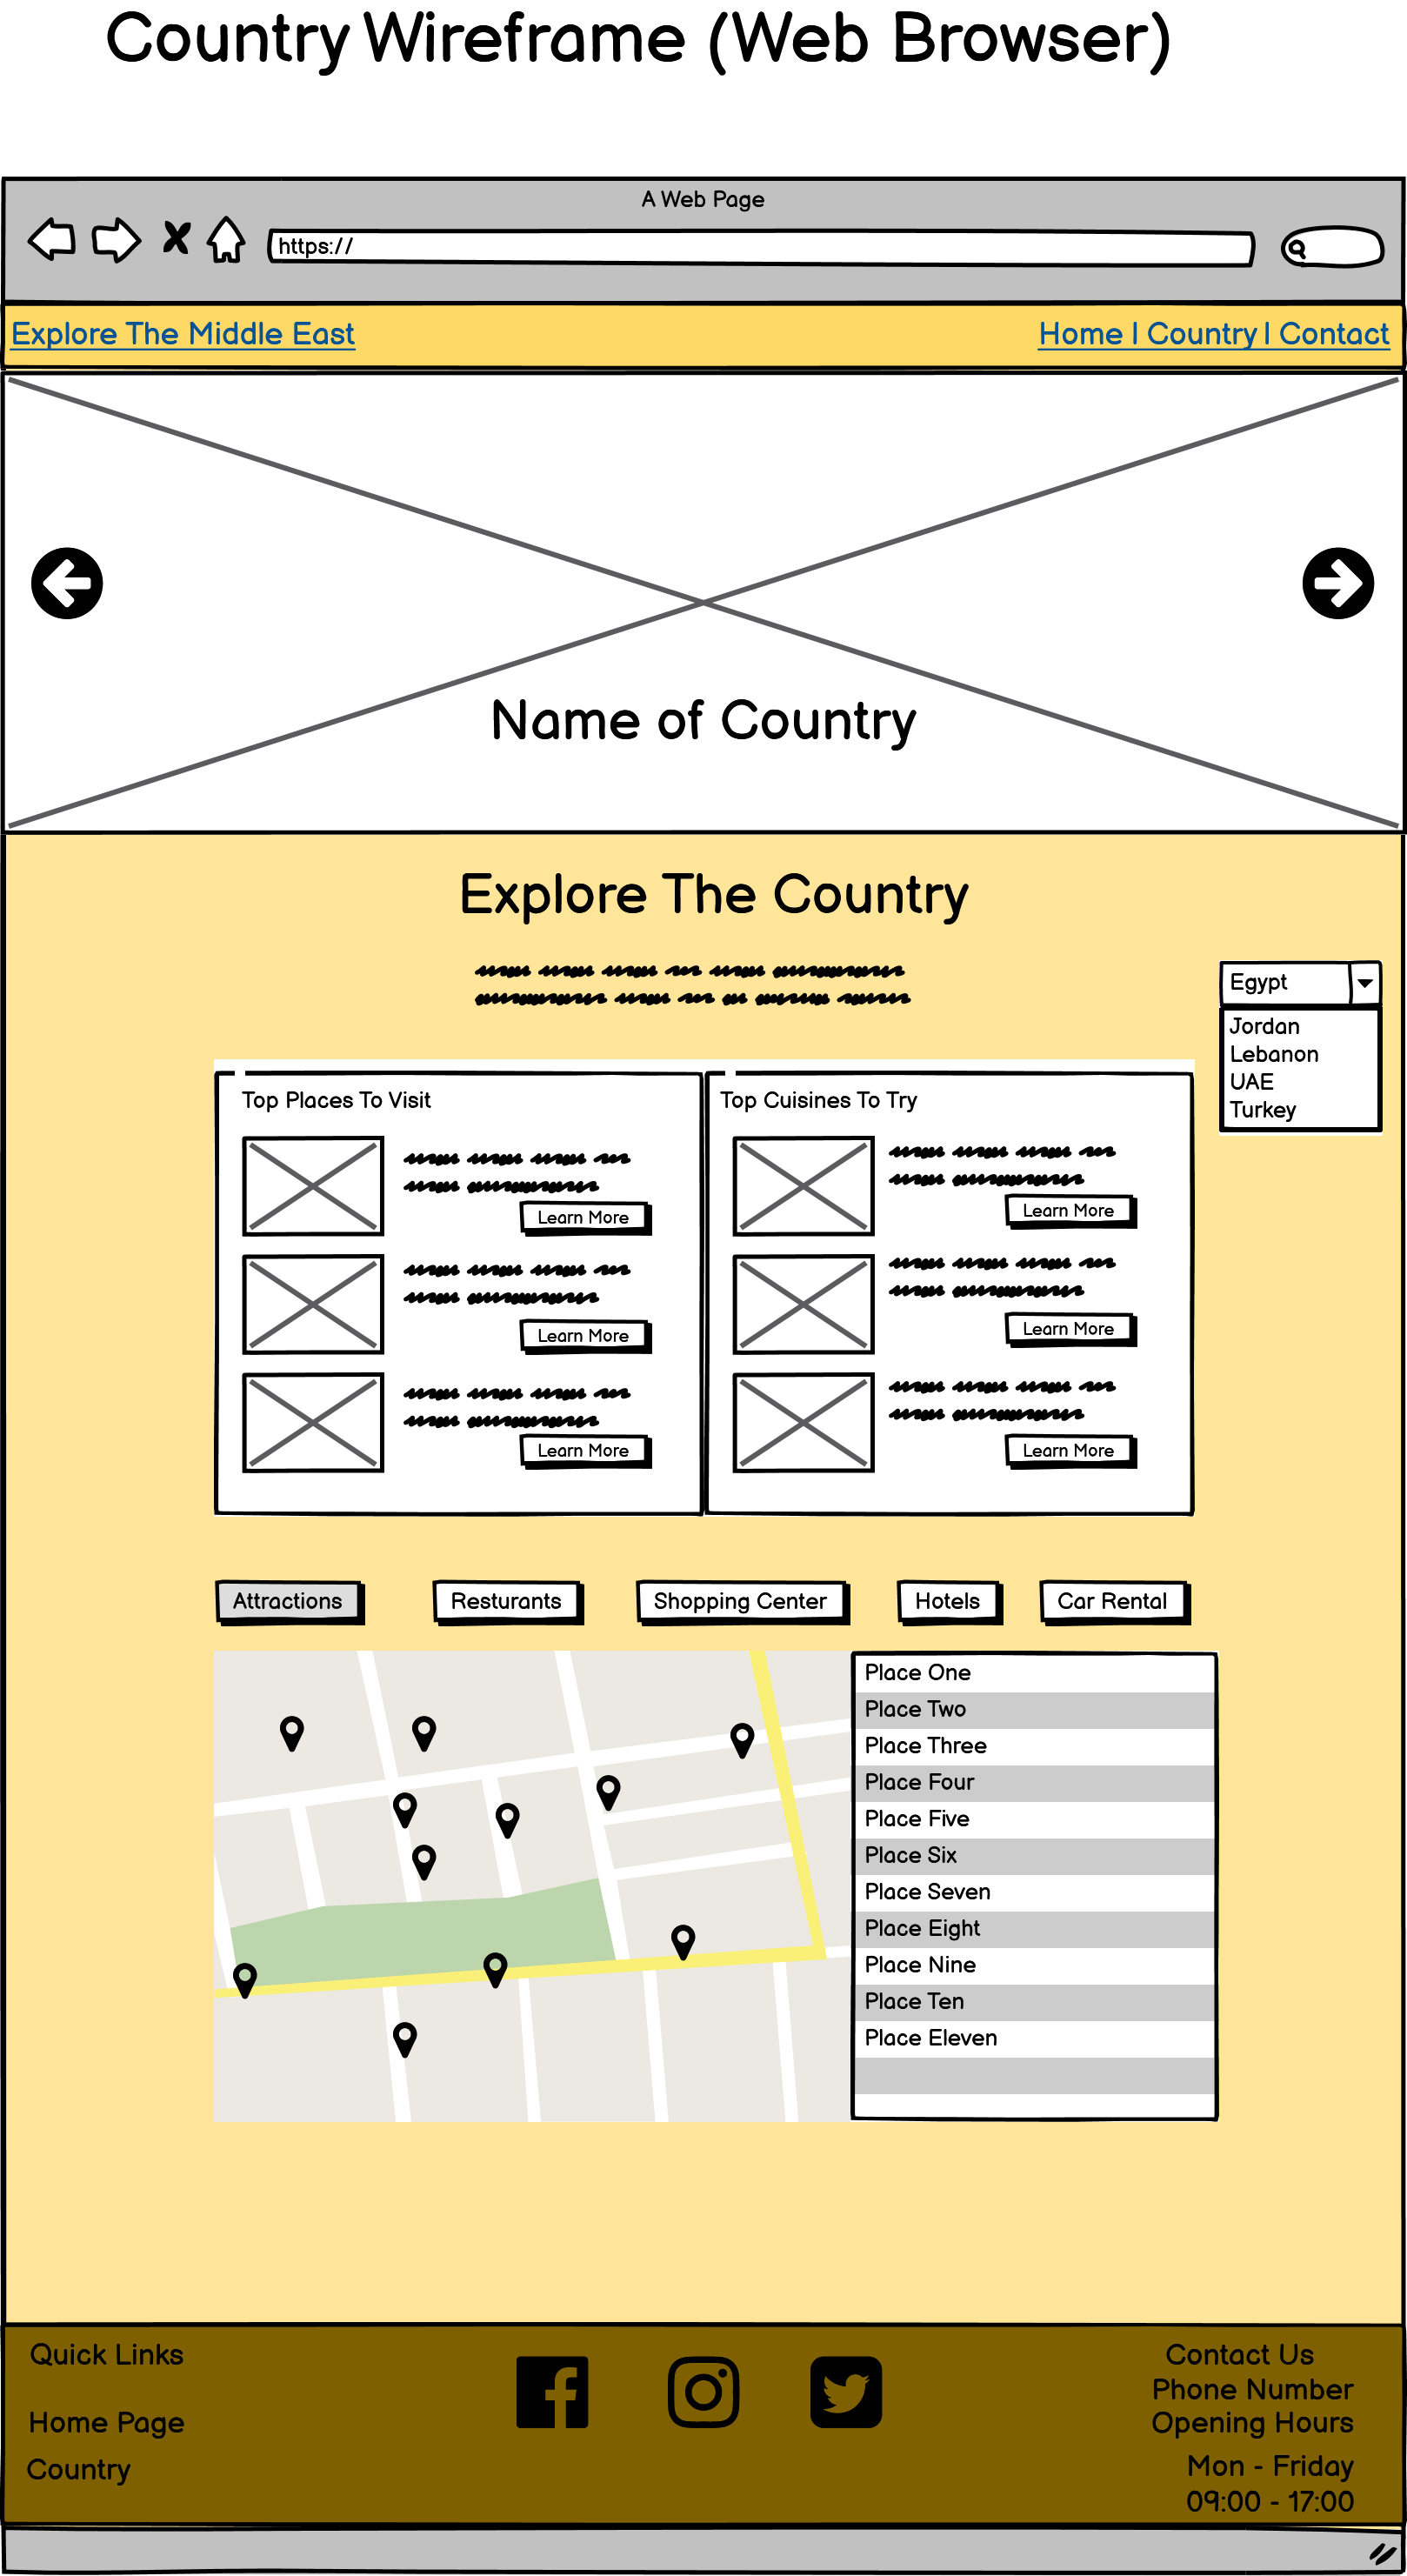 Country Wireframe (Web Browser)
A Web Page
https://
Explore The Middle East
Home | Country | Contact
Name of Country
Explore The Country
Egypt
Jordan
Lebanon
UAE
Turkey
Top Places To Visit
Learn More
Learn More
Learn More
Top Cuisines To Try
Learn More
Learn More
Learn More
Attractions
Resturants
Shopping Center
Hotels
Car Rental
Place One
Place Two
Place Three
Place Four
Place Five
Place Six
Place Seven
Place Eight
Place Nine
Place Ten
Place Eleven
Quick Links
Home Page
Country
Contact Us
Phone Number
Opening Hours
Mon - Friday
09:00 - 17:00